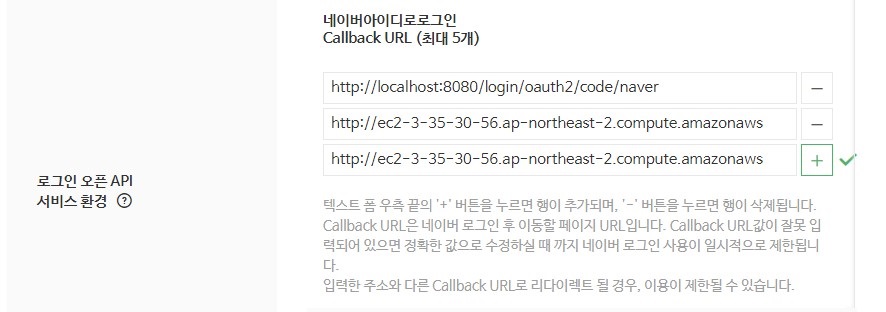 네이버아이디로로그인
Callback URL (최대 5개)
http://localhost:8080/login/oauth2/code/naver
−
http://ec2-3-35-30-56.ap-northeast-2.compute.amazonaws
−
http://ec2-3-35-30-56.ap-northeast-2.compute.amazonaws
+
로그인 오픈 API
서비스 환경 ?
텍스트 폼 우측 끝의 '+' 버튼을 누르면 행이 추가되며, '-' 버튼을 누르면 행이 삭제됩니다.
Callback URL은 네이버 로그인 후 이동할 페이지 URL입니다. Callback URL값이 잘못 입
력되어 있으면 정확한 값으로 수정하실 때 까지 네이버 로그인 사용이 일시적으로 제한됩니
다.
입력한 주소와 다른 Callback URL로 리다이렉트 될 경우, 이용이 제한될 수 있습니다.